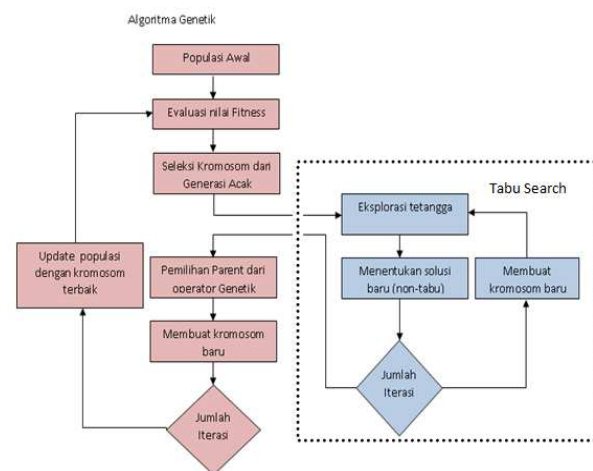 Algoritma Genetik
Populasi Awal
Evaluasi nilai Fitness
Seleksi Kromosom dari
Generasi Acak
Tabu Search
Eksplorasi tetangga
Update populasi
dengan kromosom
terbaik
Pemilihan Parent dari
operator Genetik
Menentukan solusi
baru (non-tabu)
Membuat
kromosom baru
Membuat kromosom
baru
Jumlah
Iterasi
Jumlah
Iterasi